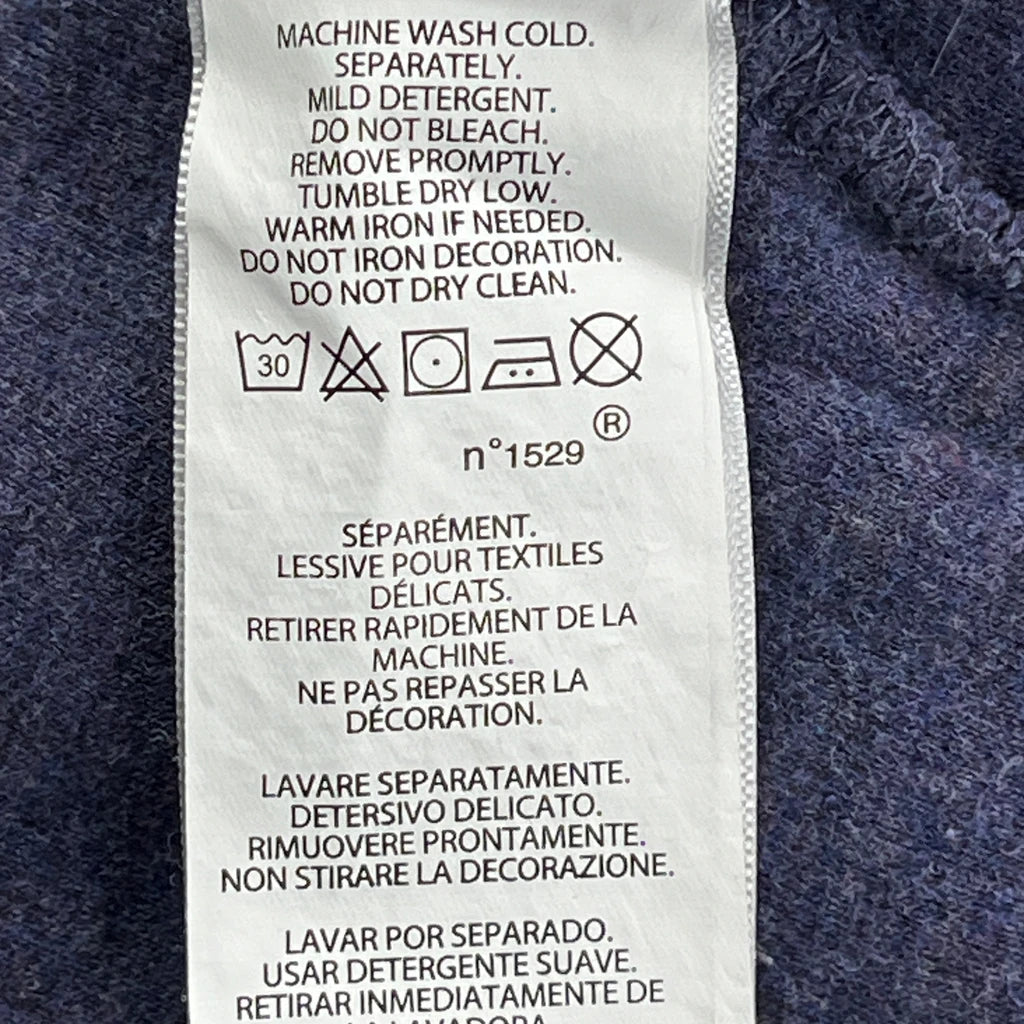 MACHINE WASH COLD.
SEPARATELY.
MILD DETERGENT.
DO NOT BLEACH.
REMOVE PROMPTLY.
TUMBLE DRY LOW.
WARM IRON IF NEEDED.
DO NOT IRON DECORATION.
DO NOT DRY CLEAN.
30
®
n°1529
SÉPARÉMENT.
LESSIVE POUR TEXTILES
DÉLICATS.
RETIRER RAPIDEMENT DE LA
MACHINE.
NE PAS REPASSER LA
DÉCORATION.
LAVARE SEPARATAMENTE.
DETERSIVO DELICATO.
RIMUOVERE PRONTAMENTE.
NON STIRARE LA DECORAZIONE.
LAVAR POR SEPARADO.
USAR DETERGENTE SUAVE.
RETIRAR INMEDIATAMENTE DE
LA LAVADORA.